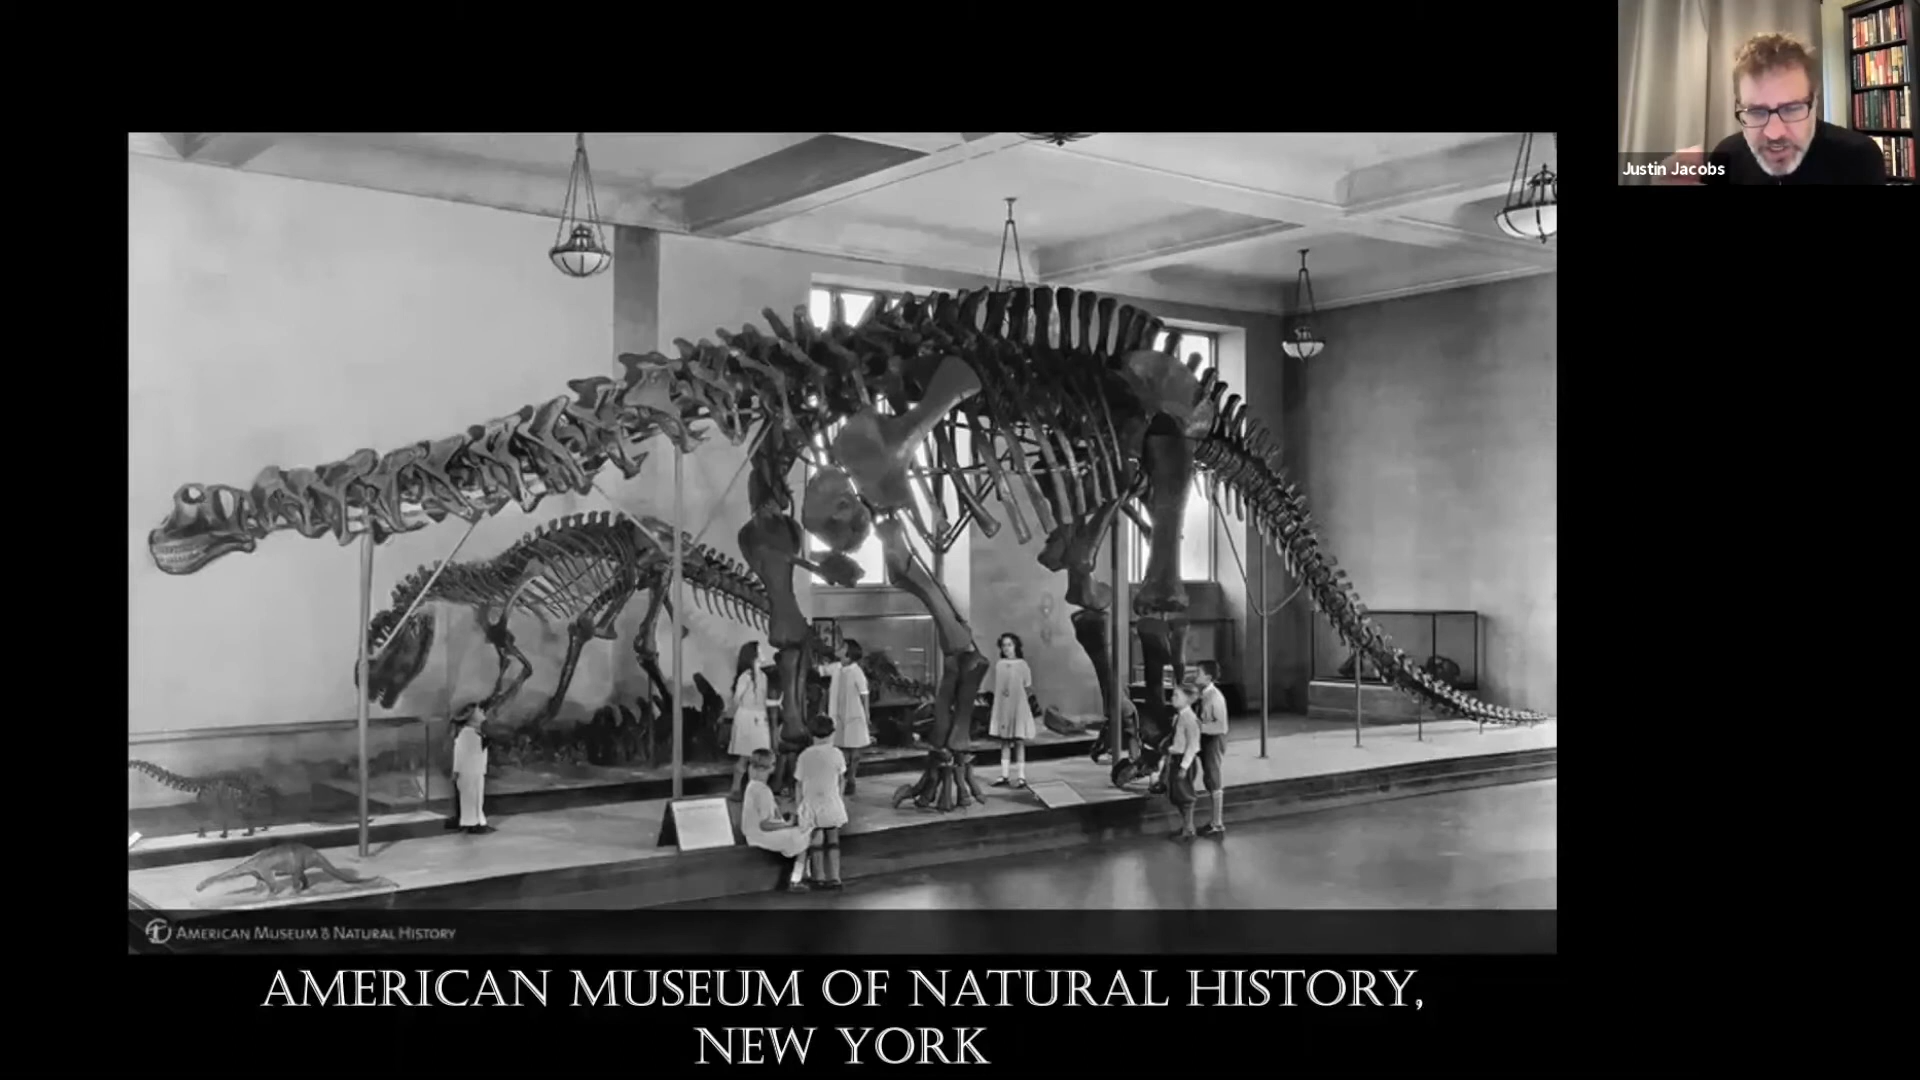 Justin Jacobs
AMERICAN MUSEUM OF NATURAL HISTORY
AMERICAN MUSEUM OF NATURAL HISTORY,
NEW YORK